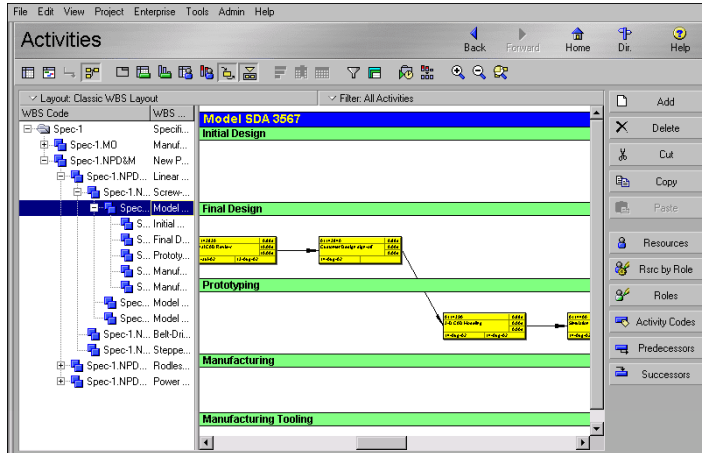 File Edit View Project Enterprise Tools Admin Help
Activities
Back Forward Home Dir. Help
Layout: Classic WBS Layout Filter: All Activities
WBS Code WBS ...
Spec-1 Specifi...
Spec-1.MO Manuf...
Spec-1.NPD&M New P...
Spec-1.NPD... Linear ...
Spec-1.N... Screw-...
Spec... Model ...
S... Initial ...
S... Final D...
S... Prototy...
S... Manuf...
S... Manuf...
Spec... Model ...
Spec... Model ...
Spec-1.N... Belt-Dri...
Spec-1.N... Steppe...
Spec-1.NPD... Rodles...
Spec-1.NPD... Power ...
Model SDA 3567
Initial Design
Final Design
Prototyping
Manufacturing
Manufacturing Tooling
Add
Delete
Cut
Copy
Paste
Resources
Rsrc by Role
Roles
Activity Codes
Predecessors
Successors